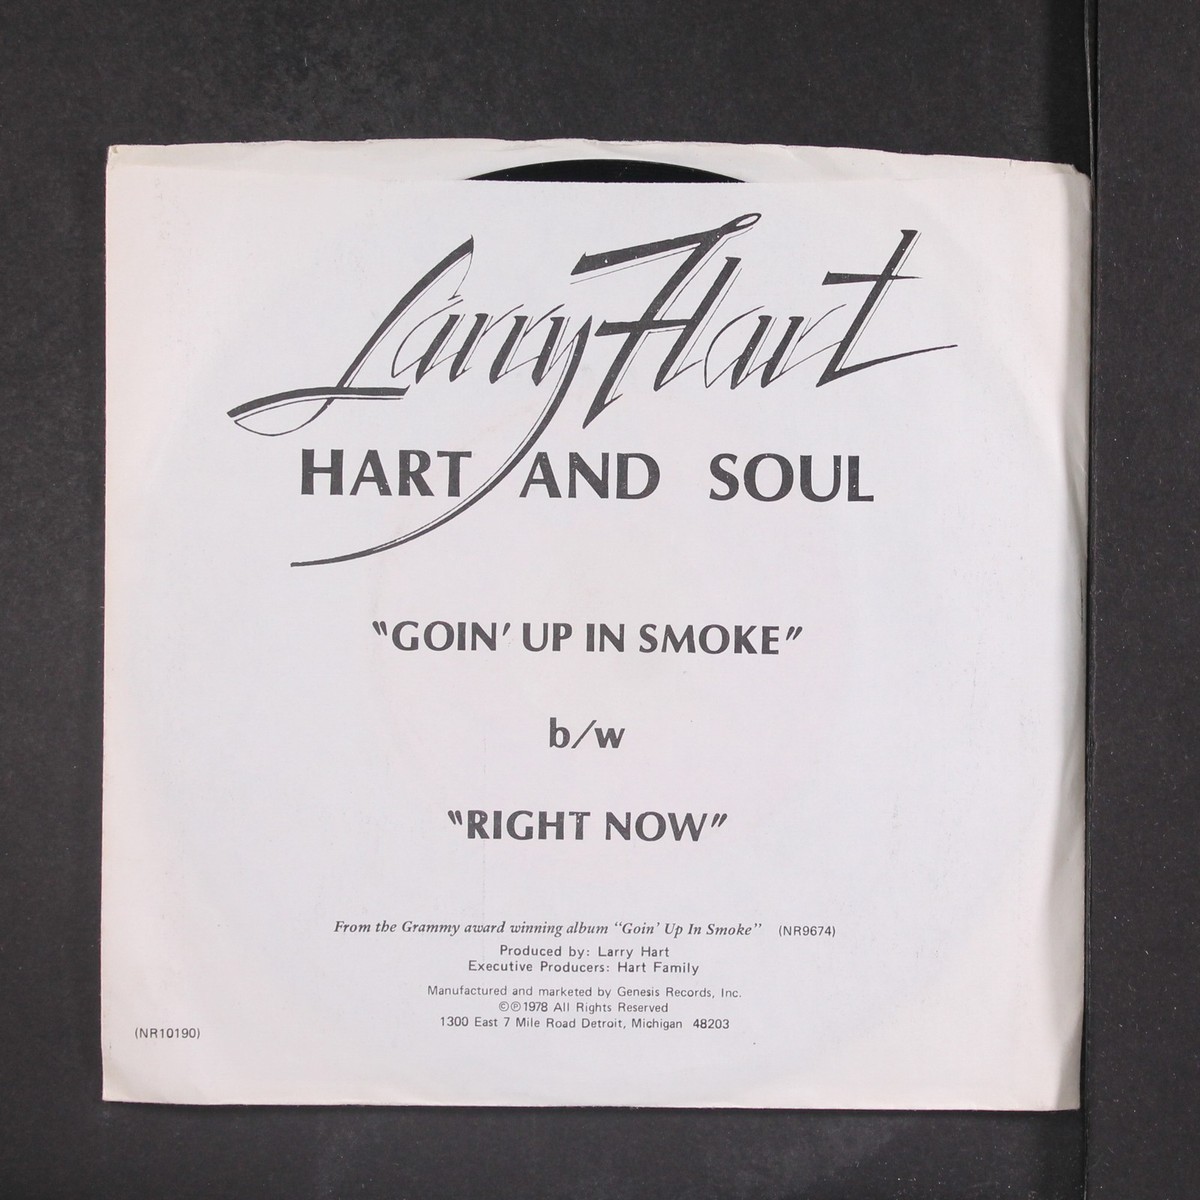 Larry Hart
HART AND SOUL
"GOIN' UP IN SMOKE"
b/w
"RIGHT NOW"
From the Grammy award winning album "Goin' Up In Smoke" (NR9674)
Produced by: Larry Hart
Executive Producers: Hart Family
Manufactured and marketed by Genesis Records, Inc.
©℗1978 All Rights Reserved
1300 East 7 Mile Road Detroit, Michigan 48203
(NR10190)